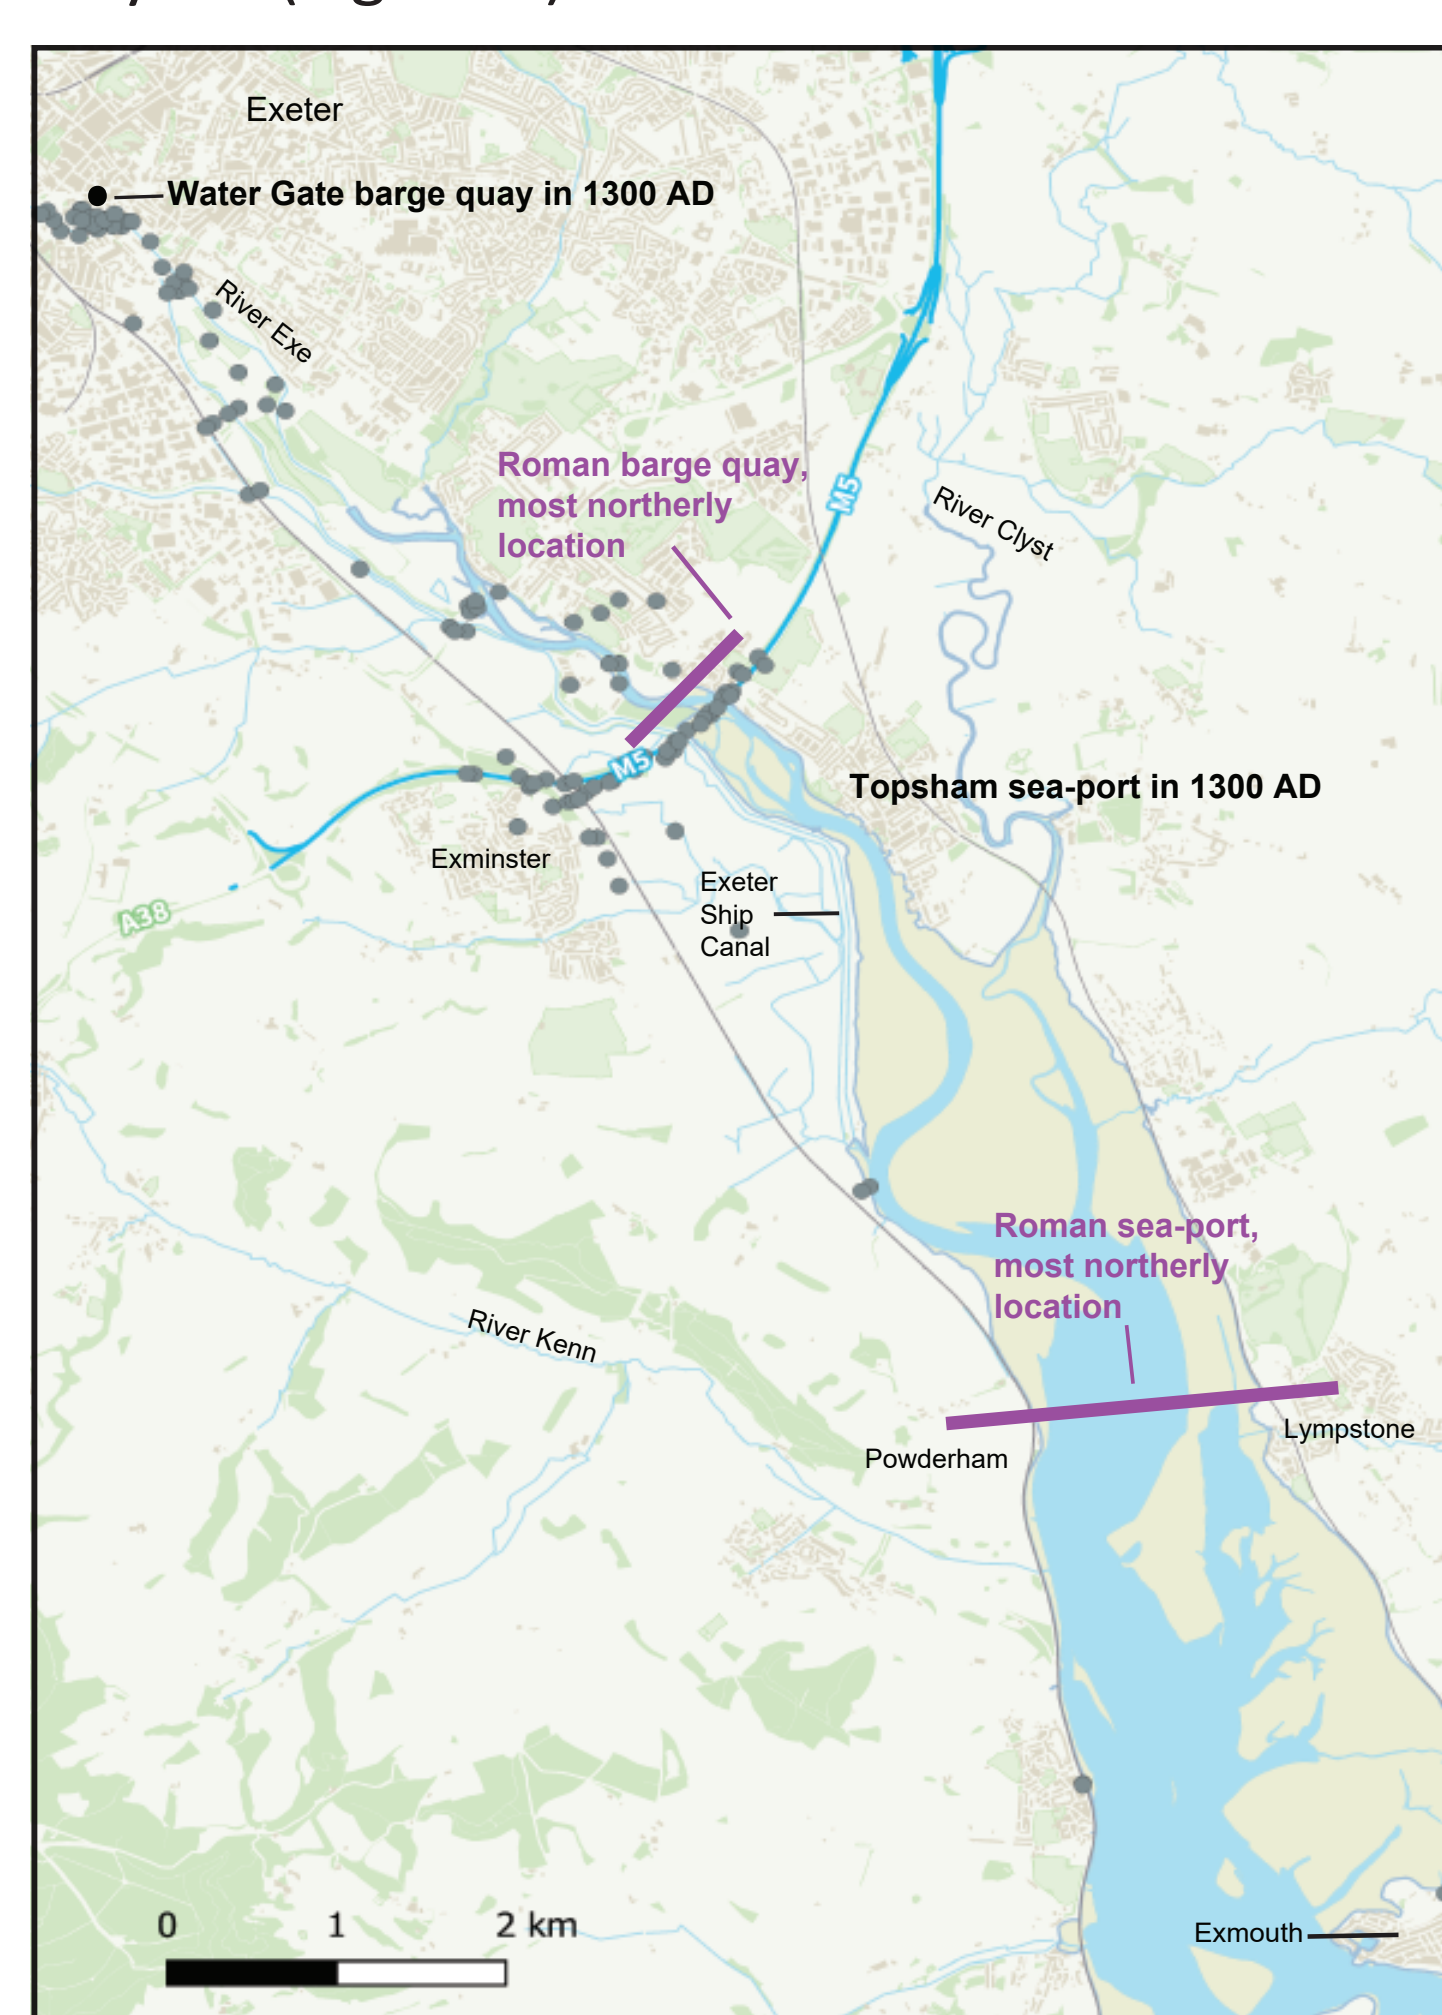 Exeter
Water Gate barge quay in 1300 AD
River Exe
Roman barge quay,
most northerly
location
M5
River Clyst
M5
Topsham sea-port in 1300 AD
Exminster
Exeter
Ship
Canal
A38
Roman sea-port,
most northerly
location
River Kenn
Lympstone
Powderham
0 1 2 km
Exmouth